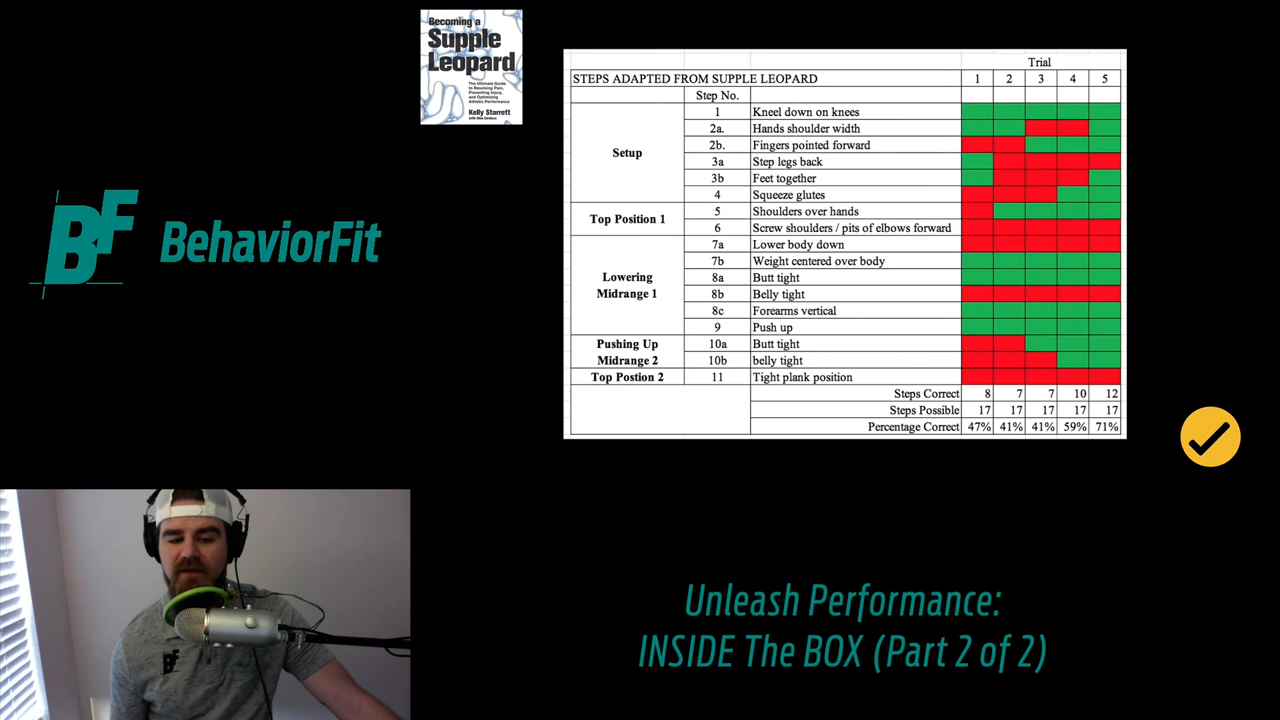 Becoming a
Supple
Leopard
The Ultimate Guide
to Resolving Pain,
Preventing Injury,
and Optimizing
Athletic Performance
Kelly Starrett
BF BehaviorFit
Trial
STEPS ADAPTED FROM SUPPLE LEOPARD 1 2 3 4 5
Step No.
Setup
1 Kneel down on knees
2a. Hands shoulder width
2b. Fingers pointed forward
3a Step legs back
3b Feet together
4 Squeeze glutes
Top Position 1
5 Shoulders over hands
6 Screw shoulders / pits of elbows forward
Lowering
Midrange 1
7a Lower body down
7b Weight centered over body
8a Butt tight
8b Belly tight
8c Forearms vertical
9 Push up
Pushing Up
Midrange 2
10a Butt tight
10b belly tight
Top Postion 2 11 Tight plank position
Steps Correct 8 7 7 10 12
Steps Possible 17 17 17 17 17
Percentage Correct 47% 41% 41% 59% 71%
BF
Unleash Performance:
INSIDE The BOX (Part 2 of 2)